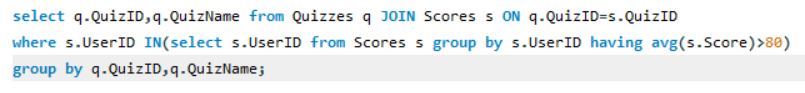 select q.QuizID,q.QuizName from Quizzes q JOIN Scores s ON q.QuizID=s.QuizID
where s.UserID IN(select s.UserID from Scores s group by s.UserID having avg(s.Score)>80)
group by q.QuizID,q.QuizName;